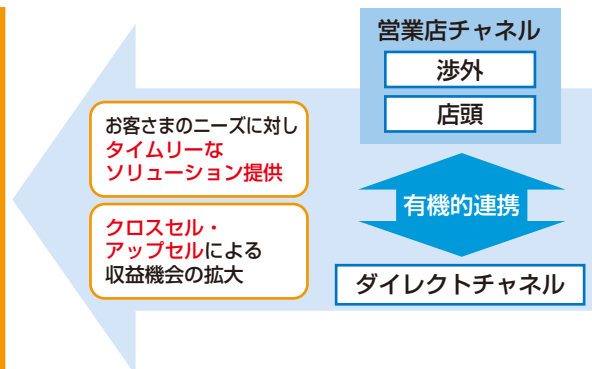 営業店チャネル
渉外
店頭
お客さまのニーズに対し
タイムリーな
ソリューション提供
有機的連携
クロスセル・
アップセルによる
収益機会の拡大
ダイレクトチャネル